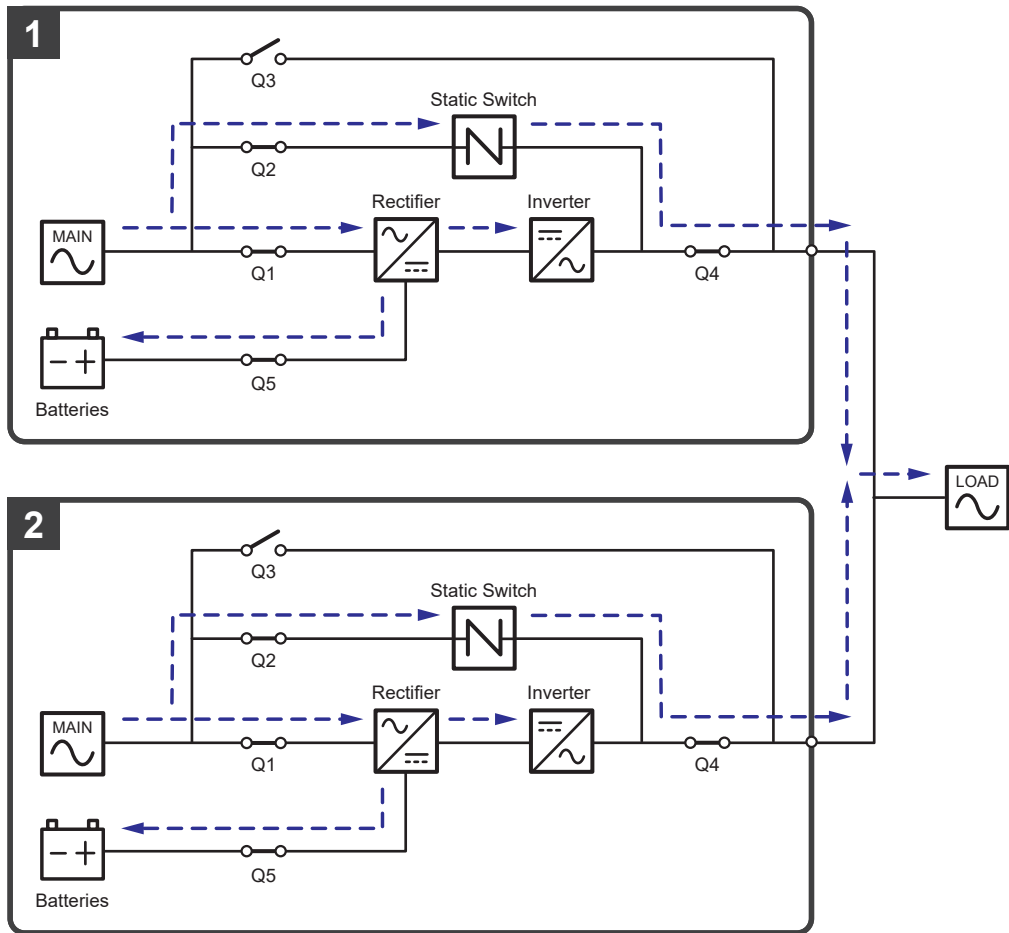 1
Q3
Static Switch
Q2
Rectifier
Inverter
MAIN
Q1
Q4
Q5
Batteries
LOAD
2
Q3
Static Switch
Q2
Rectifier
Inverter
MAIN
Q1
Q4
Q5
Batteries